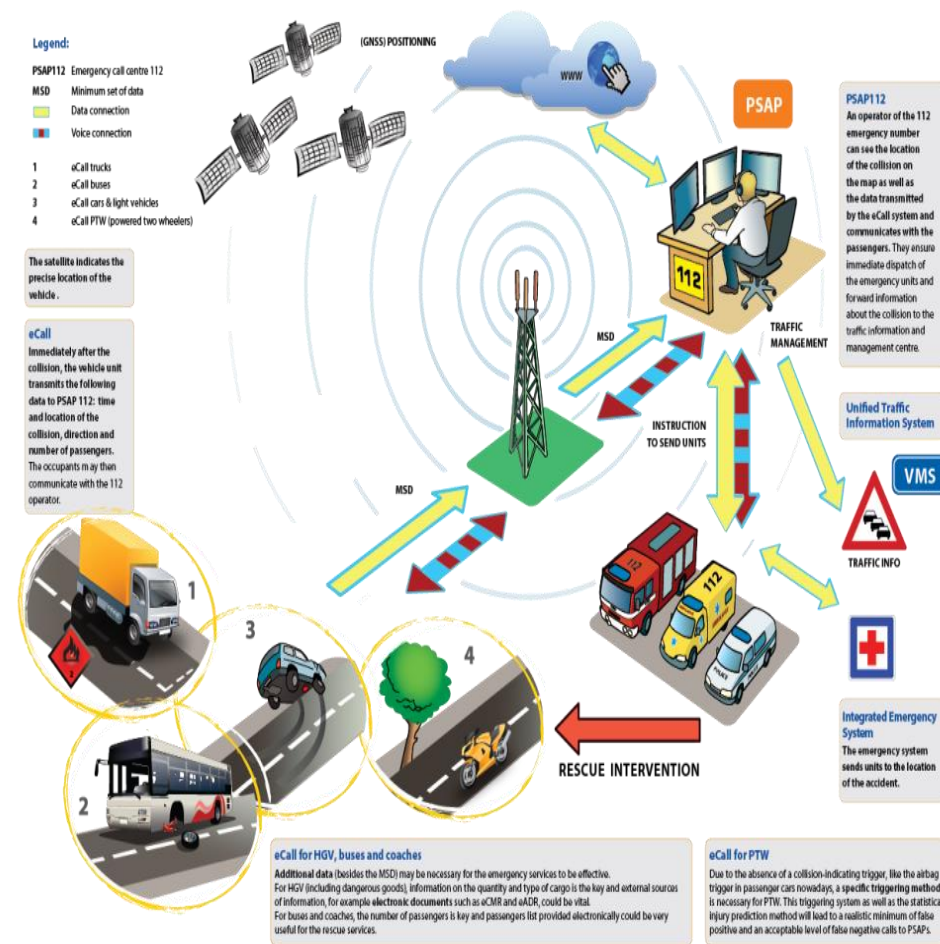 Legend:
PSAP112 Emergency call centre 112
MSD Minimum set of data
Data connection
Voice connection
1 eCall trucks
2 eCall buses
3 eCall cars & light vehicles
4 eCall PTW (powered two wheelers)
The satellite indicates the
precise location of the
vehicle .
eCall
Immediately after the
collision, the vehicle unit
transmits the following
data to PSAP 112: time
and location of the
collision, direction and
number of passengers.
The occupants may then
communicate with the 112
operator.
(GNSS) POSITIONING
www
PSAP
112
PSAP112
An operator of the 112
emergency number
can see the location
of the collision on
the map as well as
the data transmitted
by the eCall system and
communicates with the
passengers. They ensure
immediate dispatch of
the emergency units and
forward information
about the collision to the
traffic information and
management centre.
MSD
TRAFFIC
MANAGEMENT
INSTRUCTION
TO SEND UNITS
Unified Traffic
Information System
VMS
TRAFFIC INFO
MSD
1
3
4
2
112
112
POLICE
RESCUE INTERVENTION
Integrated Emergency
System
The emergency system
sends units to the location
of the accident.
eCall for HGV, buses and coaches
Additional data (besides the MSD) may be necessary for the emergency services to be effective.
For HGV (including dangerous goods), information on the quantity and type of cargo is the key and external sources
of information, for example electronic documents such as eCMR and eADR, could be vital.
For buses and coaches, the number of passengers is key and passengers list provided electronically could be very
useful for the rescue services.
eCall for PTW
Due to the absence of a collision-indicating trigger, like the airbag
trigger in passenger cars nowadays, a specific triggering method
is necessary for PTW. This triggering system as well as the statistica
injury prediction method will lead to a realistic minimum of false
positive and an acceptable level of false negative calls to PSAPs.